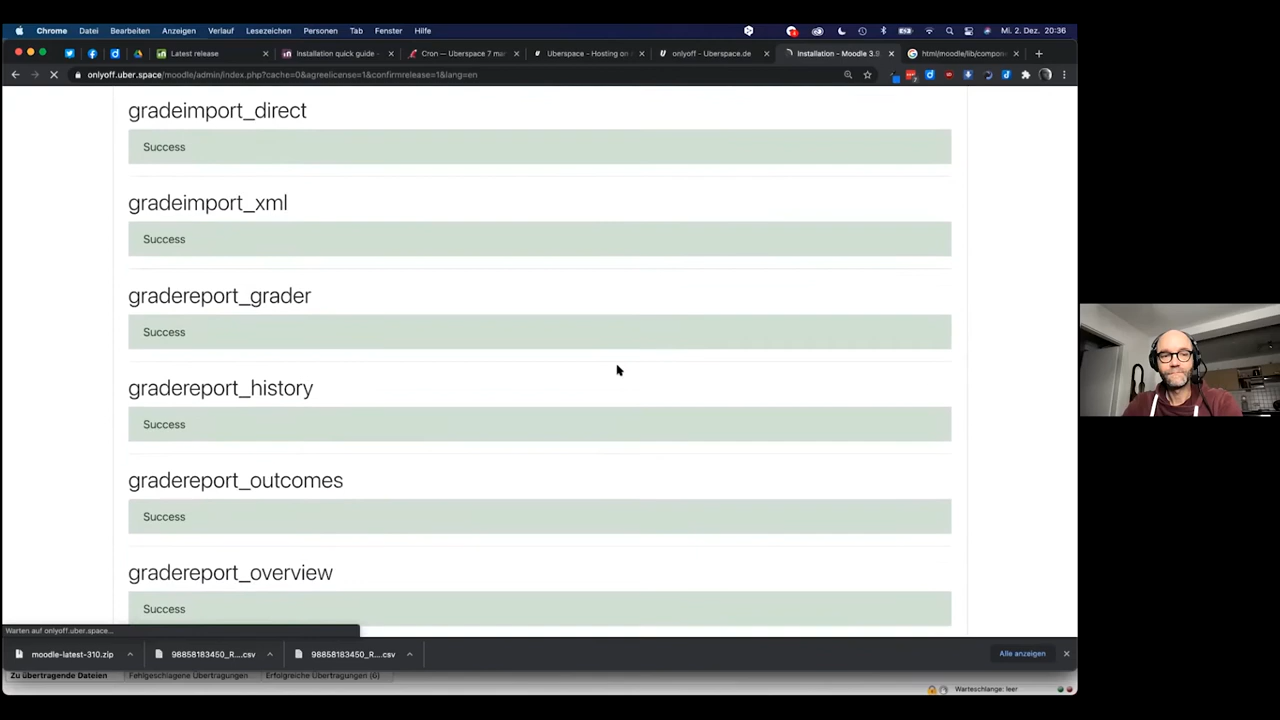 Chrome Datei Bearbeiten Anzeigen Verlauf Lesezeichen Personen Tab Fenster Hilfe Mi. 2. Dez. 20:36
Latest release Installation quick guide - Cron — Uberspace 7 ma Uberspace - Hosting on onlyoff - Uberspace.de Installation - Moodle 3.9 html/moodle/lib/compon
onlyoff.uber.space/moodle/admin/index.php?cache=0&agreelicense=1&confirmrelease=1&lang=en
gradeimport_direct
Success
gradeimport_xml
Success
gradereport_grader
Success
gradereport_history
Success
gradereport_outcomes
Success
gradereport_overview
Success
Warten auf onlyoff.uber.space...
moodle-latest-310.zip 98858183450_R....csv 98858183450_R....csv Alle anzeigen
Zu übertragende Dateien Fehlgeschlagene Übertragungen Erfolgreiche Übertragungen (6)
Warteschlange: leer